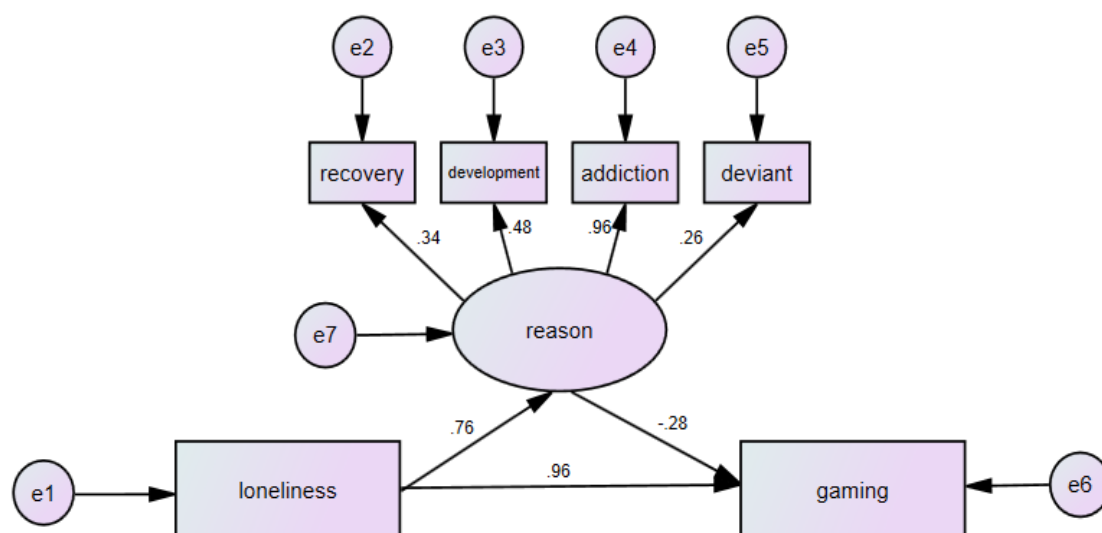 e2
e3
e4
e5
recovery
development
addiction
deviant
.34
.48
.96
.26
e7
reason
.76
-.28
.96
e1
loneliness
gaming
e6